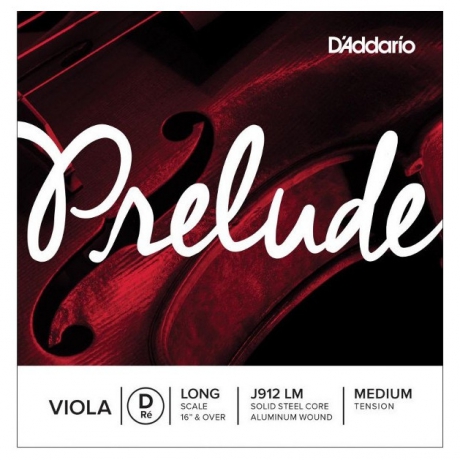 D'Addario
Prelude
VIOLA
D
Ré
LONG
SCALE
16" & OVER
J912 LM
SOLID STEEL CORE
ALUMINUM WOUND
MEDIUM
TENSION